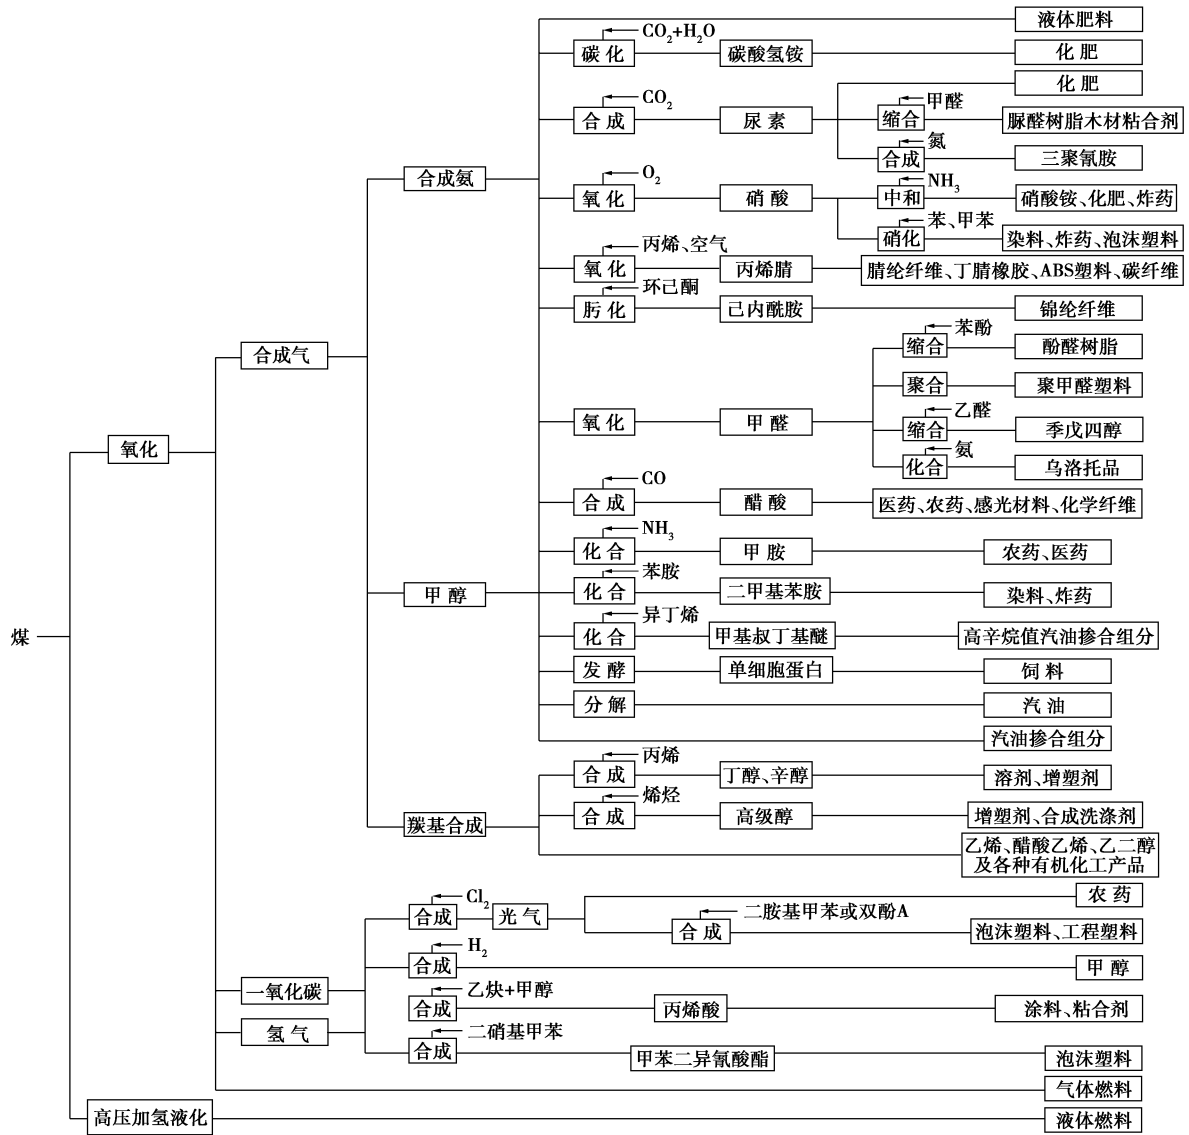 液体肥料
CO₂+H₂O
碳化 碳酸氢铵 化肥
化肥
CO₂ 甲醛
合成 尿素 缩合 脲醛树脂木材粘合剂
氮
合成 三聚氰胺
O₂ NH₃
氧化 硝酸 中和 硝酸铵、化肥、炸药
苯、甲苯
硝化 染料、炸药、泡沫塑料
合成氨
丙烯、空气
氧化 丙烯腈 腈纶纤维、丁腈橡胶、ABS塑料、碳纤维
环己酮
肟化 己内酰胺 锦纶纤维
苯酚
缩合 酚醛树脂
合成气
聚合 聚甲醛塑料
乙醛
氧化 甲醛 缩合 季戊四醇
氨
氧化 化合 乌洛托品
CO
合成 醋酸 医药、农药、感光材料、化学纤维
NH₃
化合 甲胺 农药、医药
苯胺
甲醇 化合 二甲基苯胺 染料、炸药
异丁烯
煤 化合 甲基叔丁基醚 高辛烷值汽油掺合组分
发酵 单细胞蛋白 饲料
分解 汽油
汽油掺合组分
丙烯
合成 丁醇、辛醇 溶剂、增塑剂
烯烃
羰基合成 合成 高级醇 增塑剂、合成洗涤剂
乙烯、醋酸乙烯、乙二醇
及各种有机化工产品
Cl₂ 农药
合成 光气 二胺基甲苯或双酚A
合成 泡沫塑料、工程塑料
H₂
合成 甲醇
一氧化碳 乙炔+甲醇
合成 丙烯酸 涂料、粘合剂
氢气 二硝基甲苯
合成 甲苯二异氰酸酯 泡沫塑料
气体燃料
高压加氢液化 液体燃料